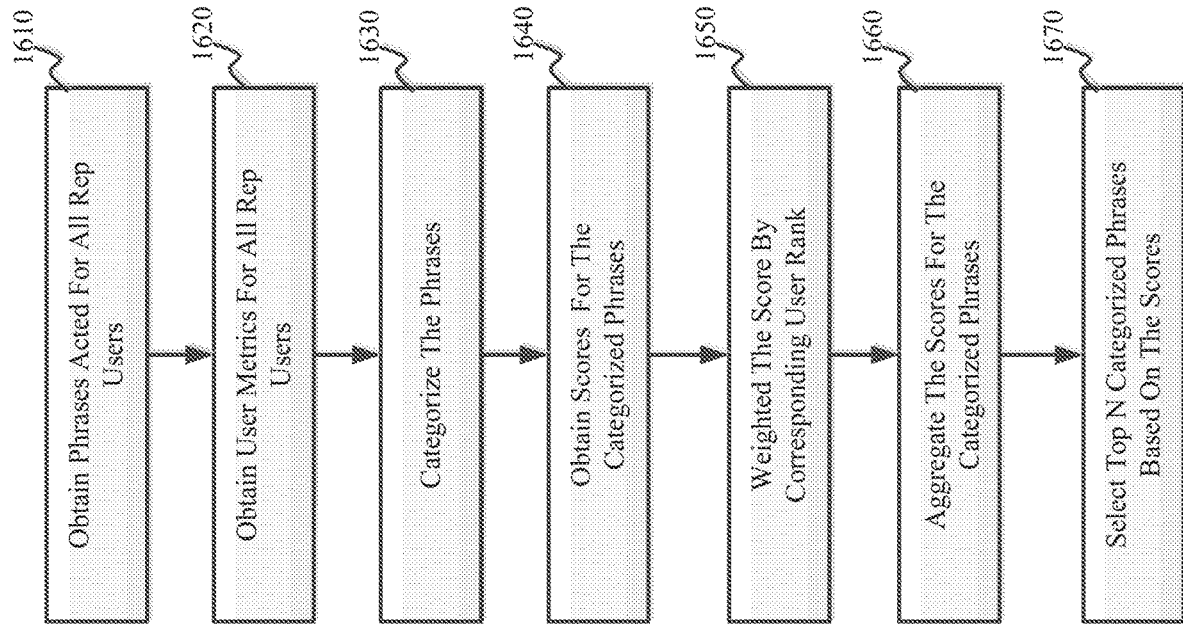 1610
Obtain Phrases Acted For All Rep
Users
1620
Obtain User Metrics For All Rep
Users
1630
Categorize The Phrases
1640
Obtain Scores For The
Categorized Phrases
1650
Weighted The Score By
Corresponding User Rank
1660
Aggregate The Scores For The
Categorized Phrases
1670
Select Top N Categorized Phrases
Based On The Scores